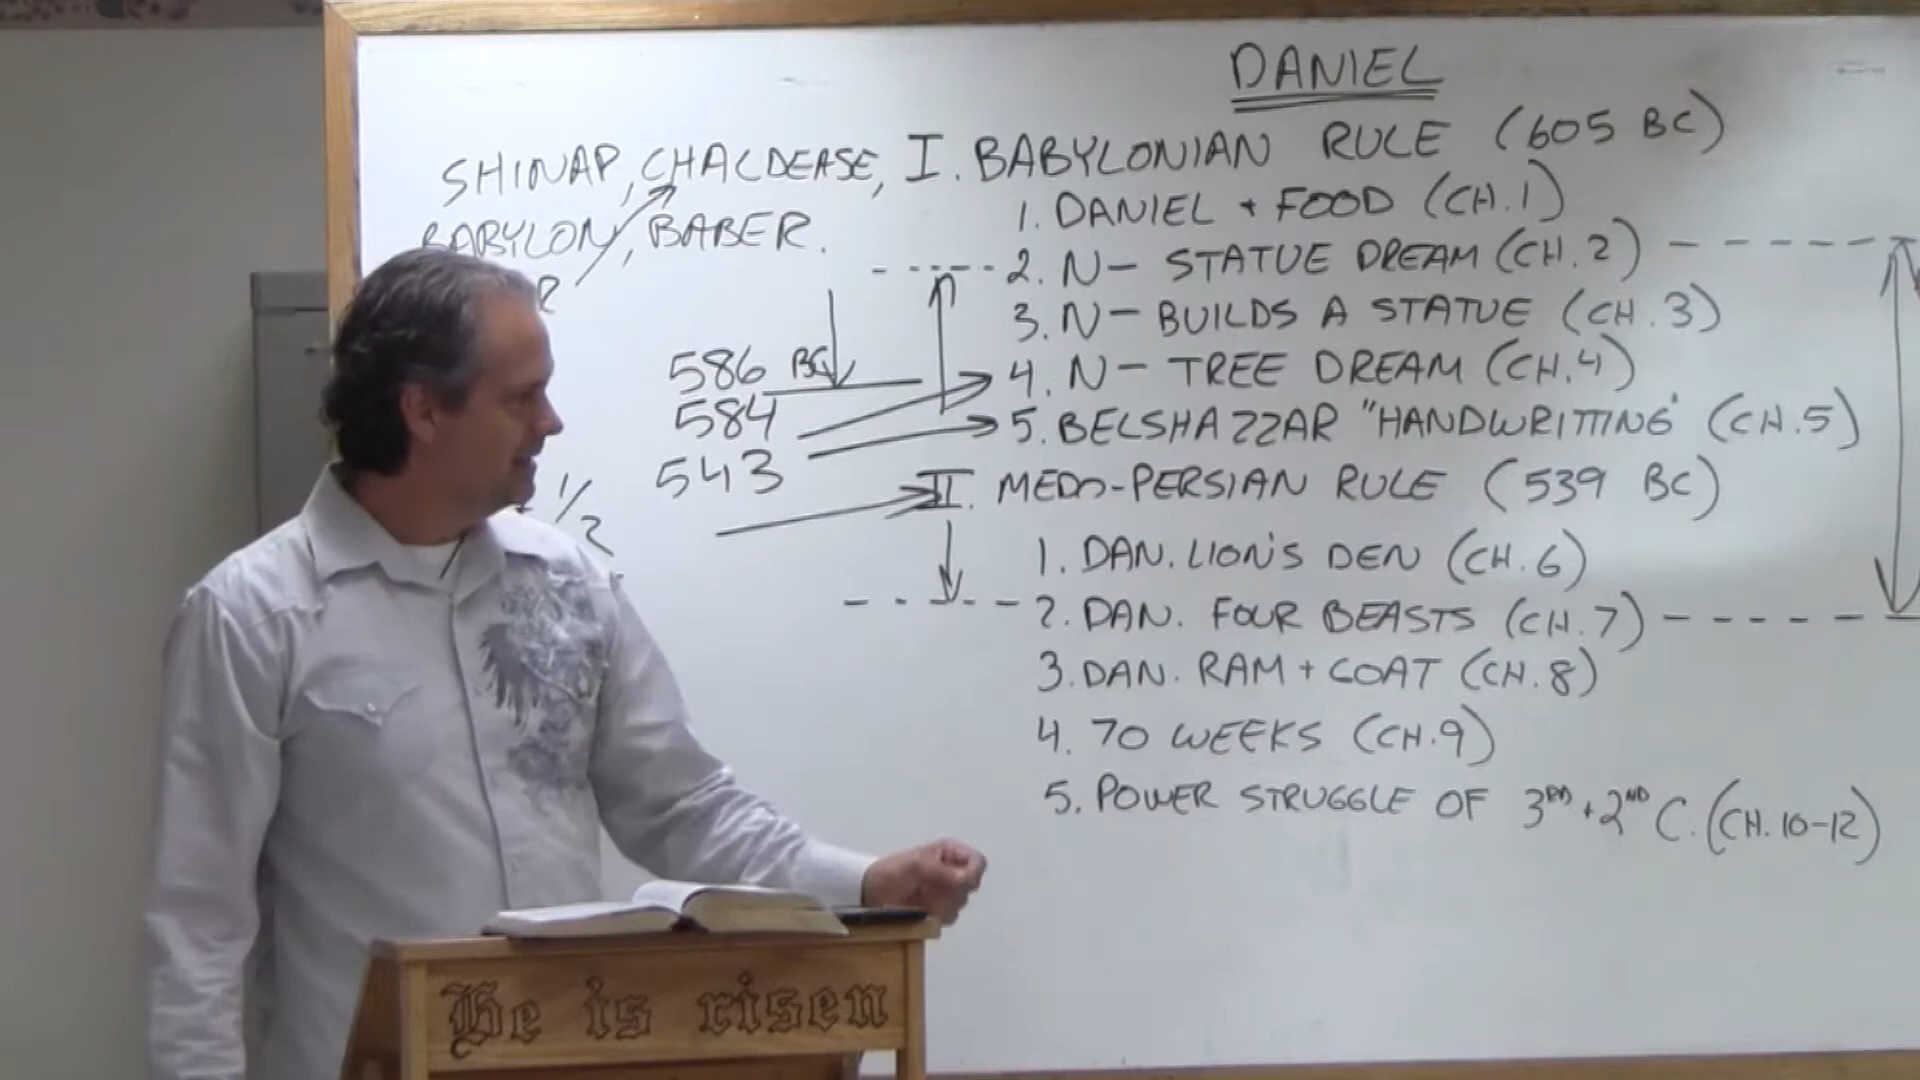 DANIEL
SHINAP, CHALDEASE,
BABYLON, BABER.
R
I. BABYLONIAN RULE (605 BC)
1. DANIEL + FOOD (CH.1)
2. N- STATUE DREAM (CH.2)
3. N- BUILDS A STATUE (CH.3)
4. N- TREE DREAM (CH.4)
5. BELSHAZZAR "HANDWRITTING" (CH.5)
586 BC
584
543
1/2
II. MEDO-PERSIAN RULE (539 BC)
1. DAN. LION'S DEN (CH.6)
2. DAN. FOUR BEASTS (CH.7)
3. DAN. RAM + GOAT (CH.8)
4. 70 WEEKS (CH.9)
5. POWER STRUGGLE OF 3RD + 2ND C. (CH.10-12)
He is risen